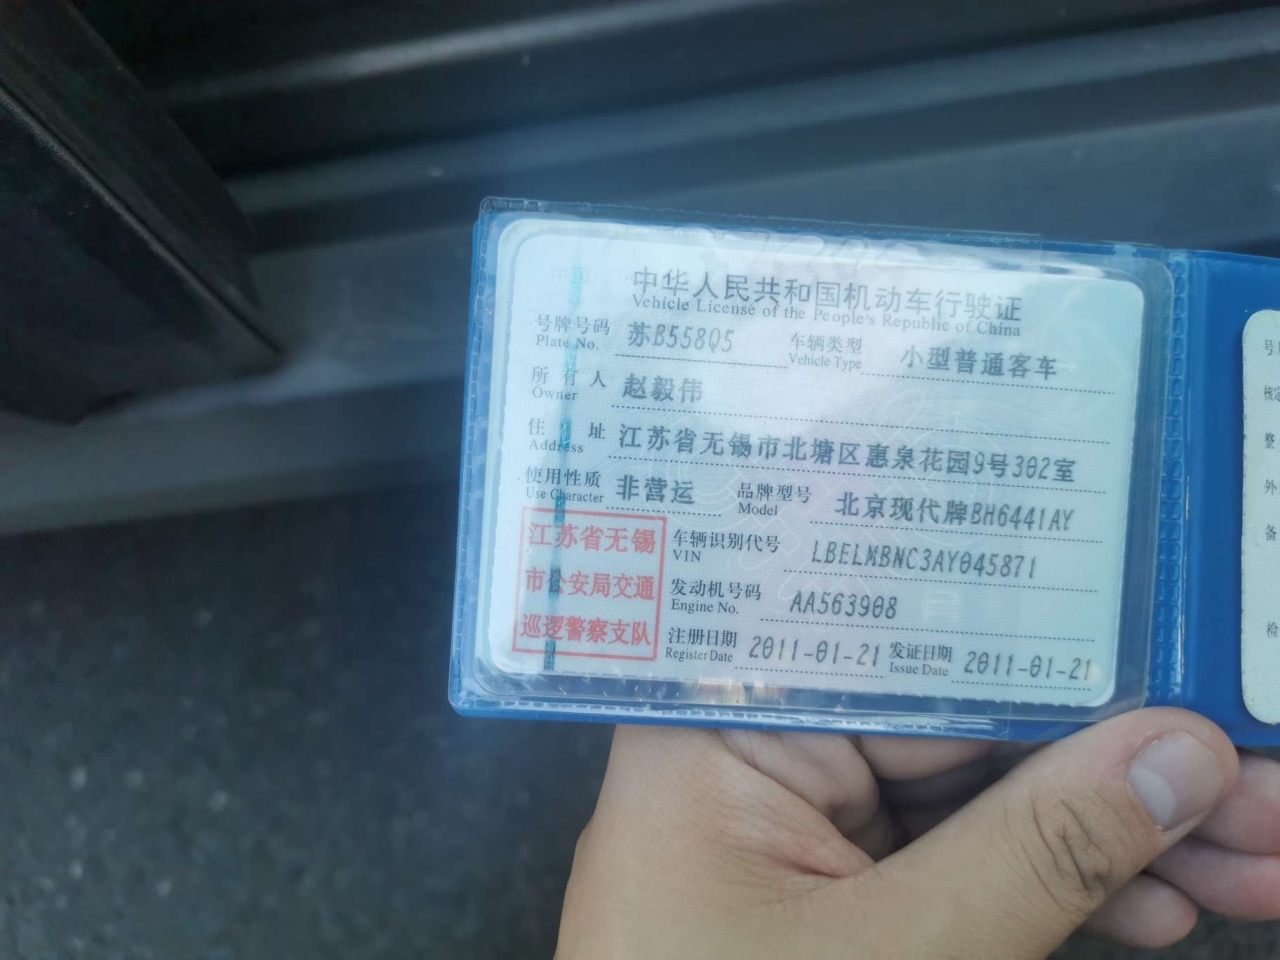 中华人民共和国机动车行驶证
Vehicle License of the People's Republic of China
号牌号码 苏B558Q5 车辆类型 小型普通客车
Plate No. Vehicle Type
所有人 赵毅伟
Owner
住址 江苏省无锡市北塘区惠泉花园9号302室
Address
使用性质 非营运 品牌型号 北京现代牌BH6441AY
Use Character Model
江苏省无锡
市公安局交通
巡逻警察支队
车辆识别代号 LBELMBNC3AY045871
VIN
发动机号码 AA563908
Engine No.
注册日期 2011-01-21 发证日期 2011-01-21
Register Date Issue Date
号
核定
整
外
备
检